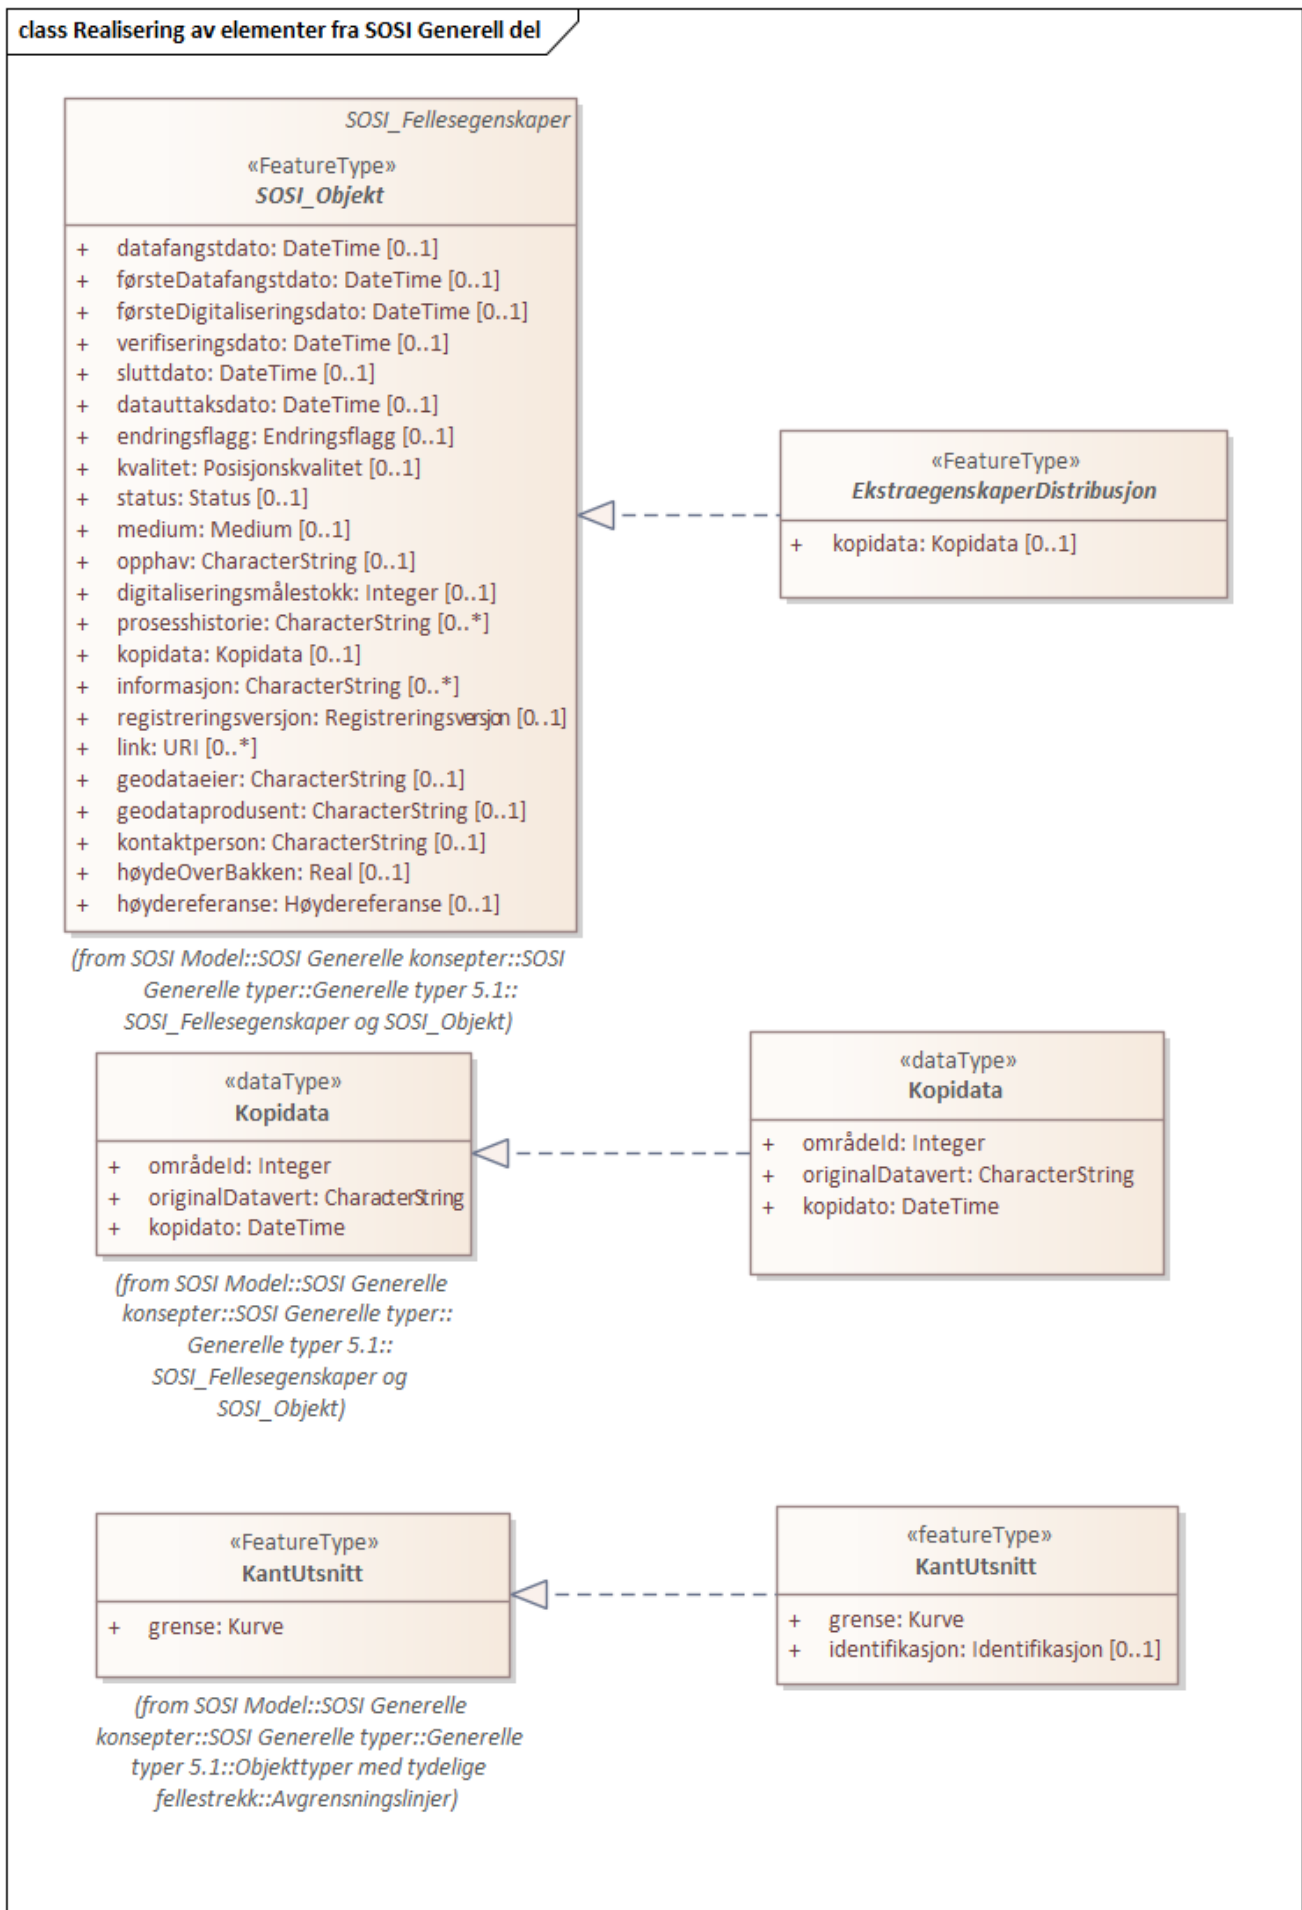 class Realisering av elementer fra SOSI Generell del
SOSI_Fellesegenskaper
«FeatureType»
SOSI_Objekt
+ datafangstdato: DateTime [0..1]
+ førsteDatafangstdato: DateTime [0..1]
+ førsteDigitaliseringsdato: DateTime [0..1]
+ verifiseringsdato: DateTime [0..1]
+ sluttdato: DateTime [0..1]
+ datauttaksdato: DateTime [0..1]
+ endringsflagg: Endringsflagg [0..1]
+ kvalitet: Posisjonskvalitet [0..1]
+ status: Status [0..1]
+ medium: Medium [0..1]
+ opphav: CharacterString [0..1]
+ digitaliseringsmålestokk: Integer [0..1]
+ prosesshistorie: CharacterString [0..*]
+ kopidata: Kopidata [0..1]
+ informasjon: CharacterString [0..*]
+ registreringsversjon: Registreringsversjon [0..1]
+ link: URI [0..*]
+ geodataeier: CharacterString [0..1]
+ geodataprodusent: CharacterString [0..1]
+ kontaktperson: CharacterString [0..1]
+ høydeOverBakken: Real [0..1]
+ høydereferanse: Høydereferanse [0..1]
(from SOSI Model::SOSI Generelle konsepter::SOSI
Generelle typer::Generelle typer 5.1::
SOSI_Fellesegenskaper og SOSI_Objekt)
«FeatureType»
EkstraegenskaperDistribusjon
+ kopidata: Kopidata [0..1]
«dataType»
Kopidata
+ områdeId: Integer
+ originalDatavert: CharacterString
+ kopidato: DateTime
(from SOSI Model::SOSI Generelle
konsepter::SOSI Generelle typer::
Generelle typer 5.1::
SOSI_Fellesegenskaper og
SOSI_Objekt)
«dataType»
Kopidata
+ områdeId: Integer
+ originalDatavert: CharacterString
+ kopidato: DateTime
«FeatureType»
KantUtsnitt
+ grense: Kurve
(from SOSI Model::SOSI Generelle
konsepter::SOSI Generelle typer::Generelle
typer 5.1::Objekttyper med tydelige
fellestrekk::Avgrensningslinjer)
«featureType»
KantUtsnitt
+ grense: Kurve
+ identifikasjon: Identifikasjon [0..1]